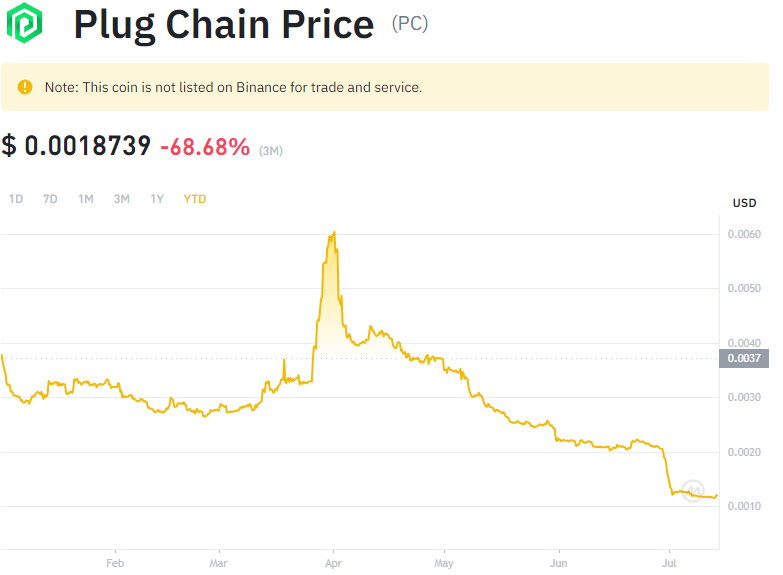 Plug Chain Price (PC)
Note: This coin is not listed on Binance for trade and service.
$ 0.0018739 -68.68% (3M)
1D 7D 1M 3M 1Y YTD
USD
0.0060
0.0050
0.0040
0.0037
0.0030
0.0020
0.0010
Feb Mar Apr May Jun Jul